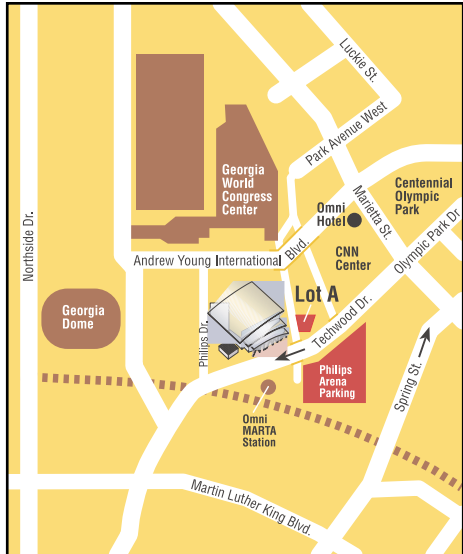 Luckie St.
Park Avenue West
Northside Dr.
Georgia
World
Congress
Center
Marietta St.
Centennial
Olympic
Park
Omni
Hotel
Olympic Park Dr
CNN
Center
Andrew Young International Blvd.
Lot A
Georgia
Dome
Philips Dr.
Techwood Dr.
Philips
Arena
Parking
Spring St.
Omni
MARTA
Station
Martin Luther King Blvd.